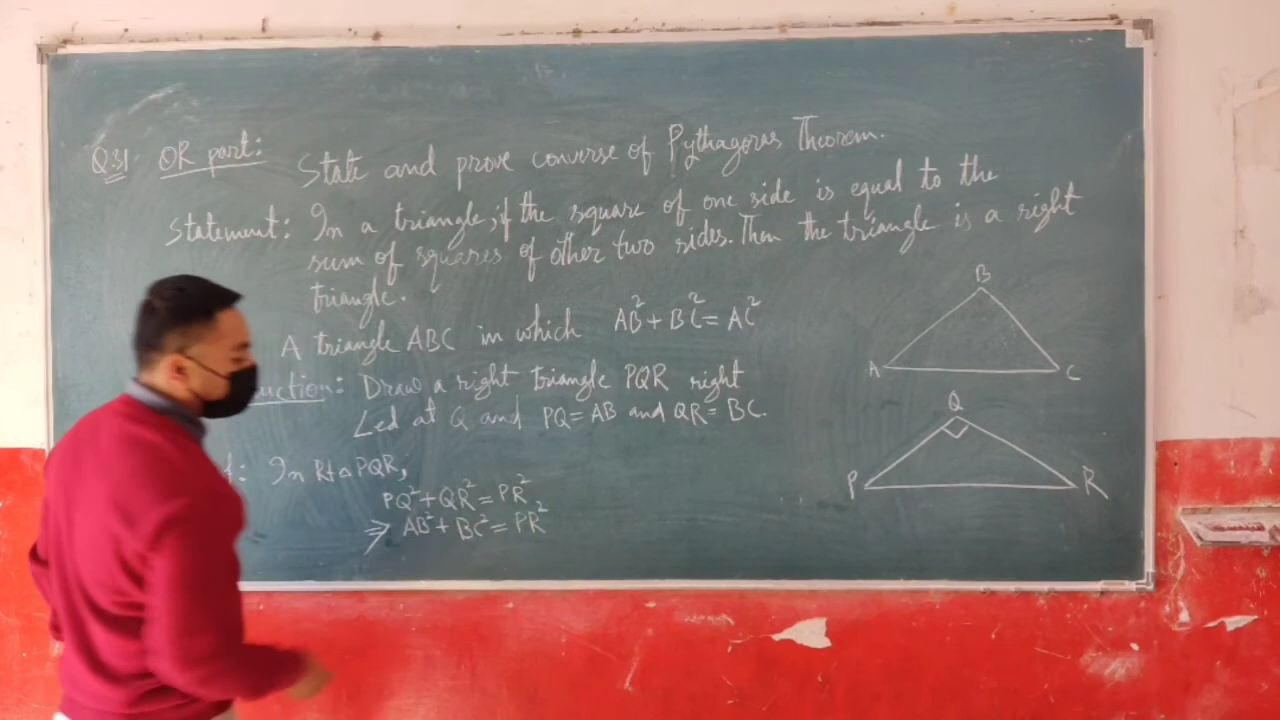 Q31 OR part: State and prove converse of Pythagoras Theorem.
Statement: In a triangle, if the square of one side is equal to the
sum of squares of other two sides. Then the triangle is a right
triangle.
A triangle ABC in which AB²+BC²=AC²
uction: Draw a right triangle PQR right
∠ed at Q and PQ=AB and QR=BC.
f: In Rt△PQR,
PQ²+QR²=PR²
⇒ AB²+BC²=PR²
B
A
C
Q
P
R